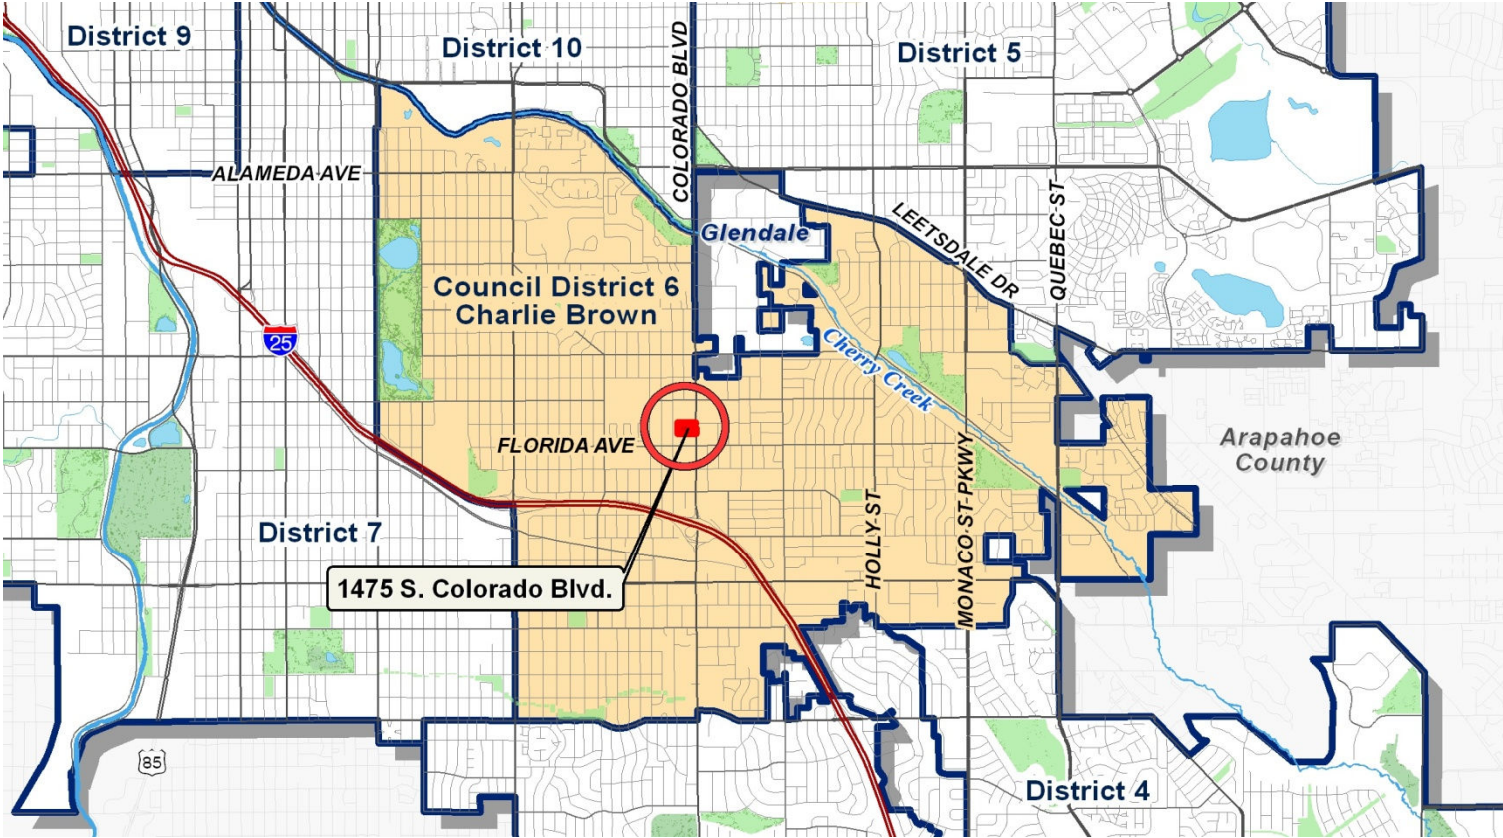 District 9
District 10
COLORADO BLVD
District 5
ALAMEDA AVE
QUEBEC ST
LEETSDALE DR
Glendale
Council District 6
Charlie Brown
25
Cherry Creek
FLORIDA AVE
Arapahoe
County
HOLLY ST
MONACO ST PKWY
District 7
1475 S. Colorado Blvd.
85
District 4